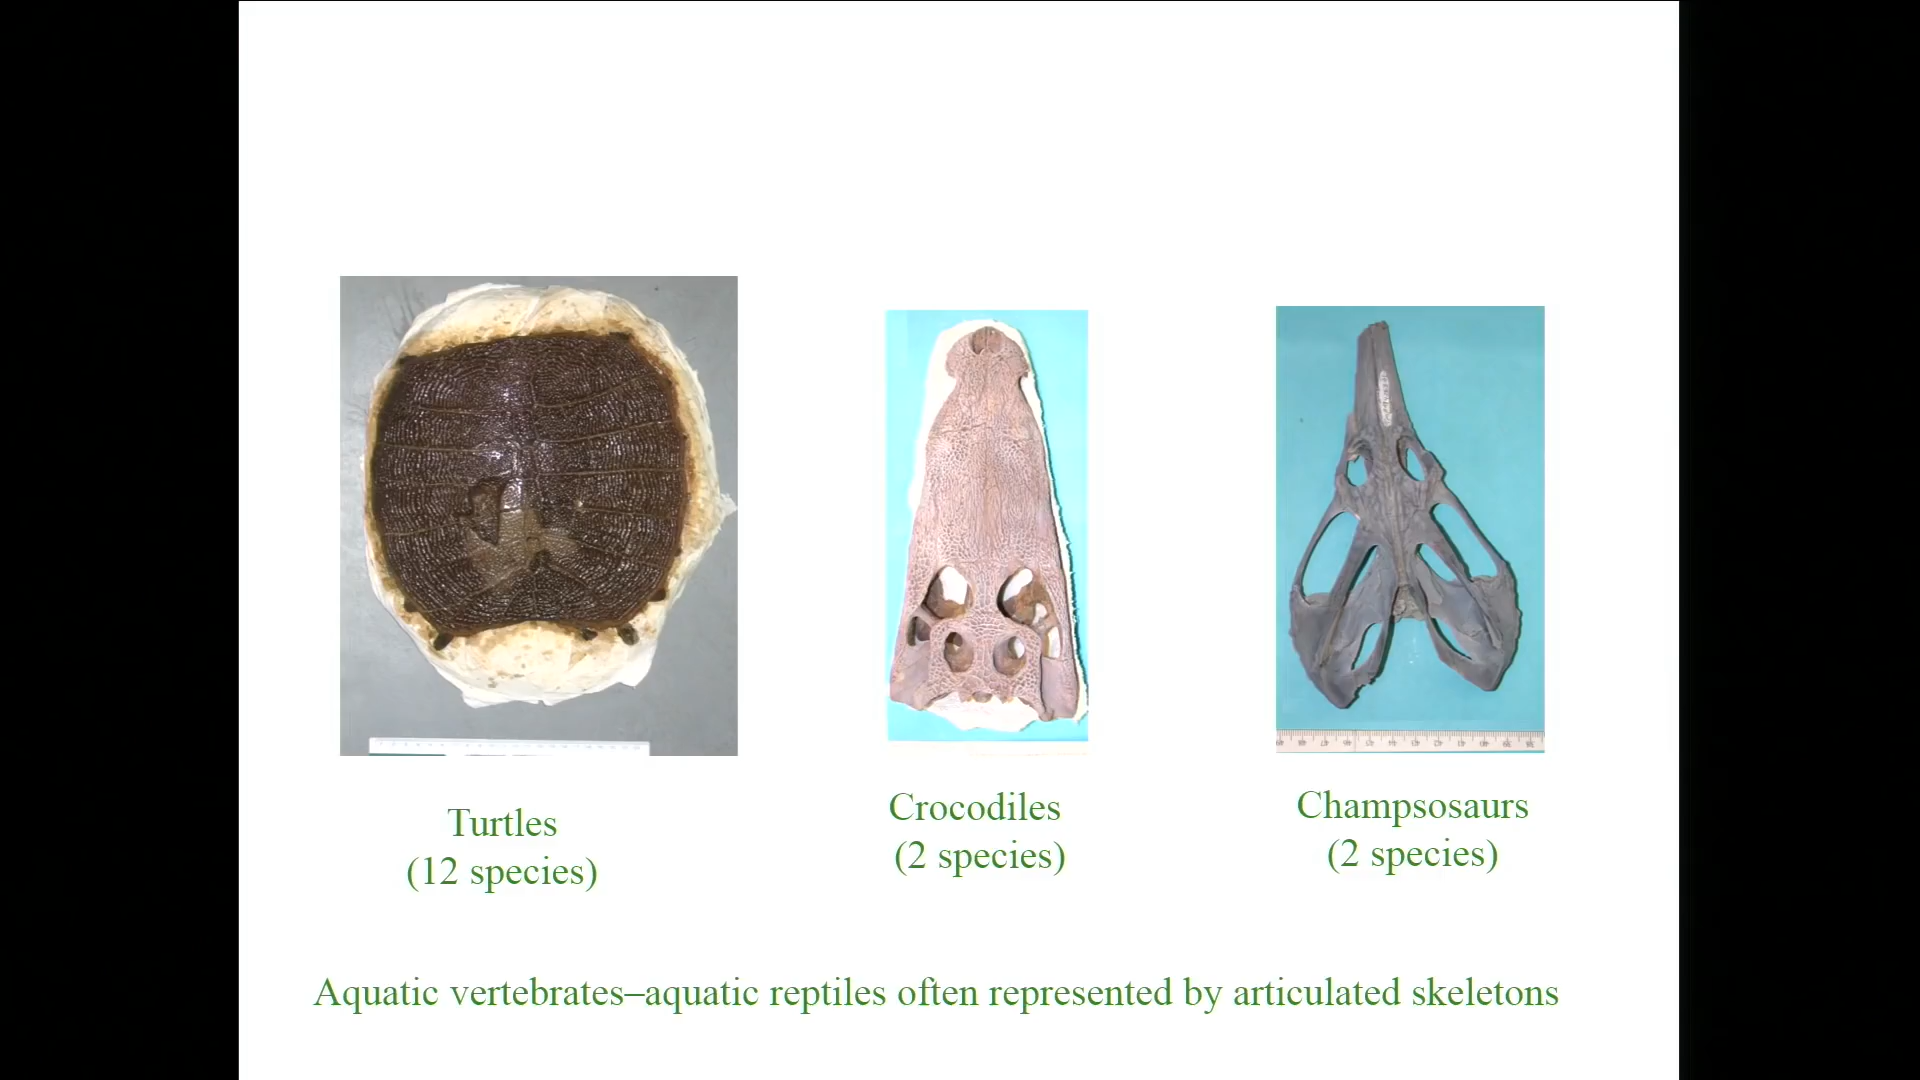 Turtles
(12 species)
Crocodiles
(2 species)
Champsosaurs
(2 species)
Aquatic vertebrates–aquatic reptiles often represented by articulated skeletons